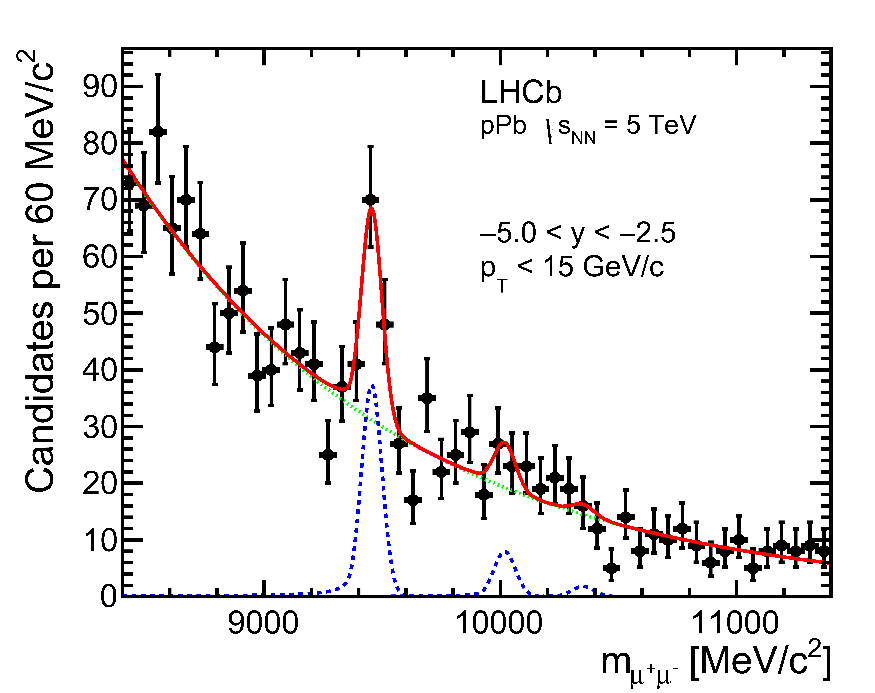 Candidates per 60 MeV/c²
90
80
70
60
50
40
30
20
10
0
LHCb
pPb √s_NN = 5 TeV
–5.0 < y < –2.5
p_T < 15 GeV/c
9000 10000 11000
m_μ⁺μ⁻ [MeV/c²]